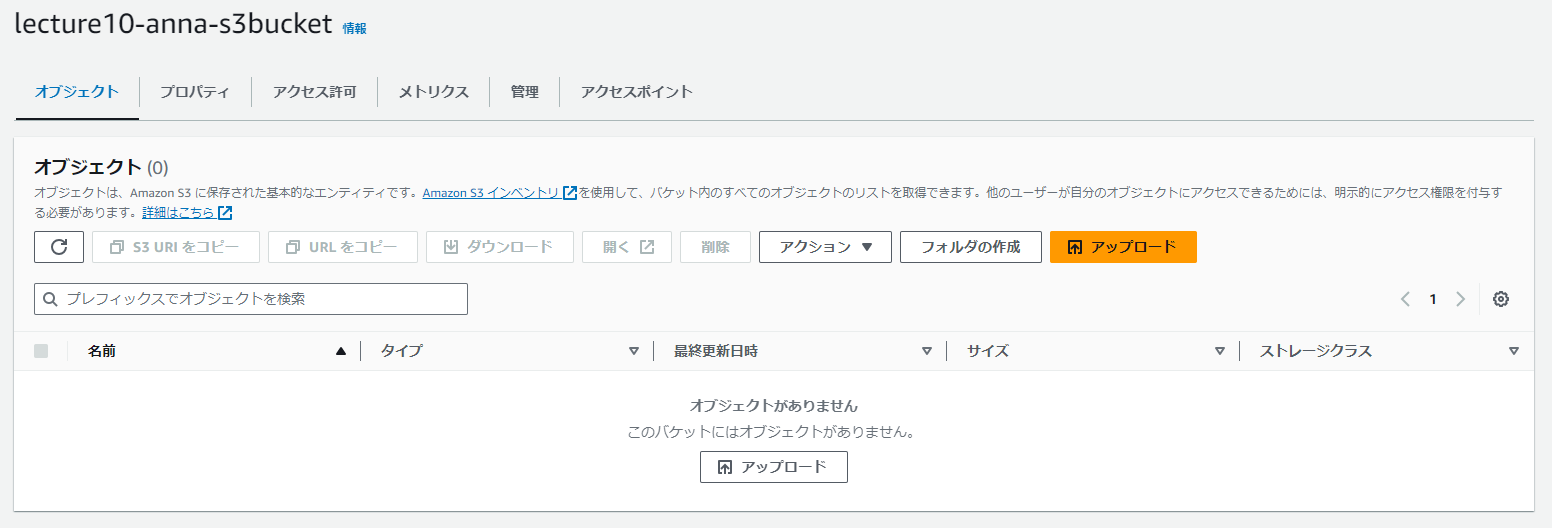 lecture10-anna-s3bucket 情報
オブジェクト プロパティ アクセス許可 メトリクス 管理 アクセスポイント
オブジェクト (0)
オブジェクトは、Amazon S3 に保存された基本的なエンティティです。Amazon S3 インベントリ を使用して、バケット内のすべてのオブジェクトのリストを取得できます。他のユーザーが自分のオブジェクトにアクセスできるためには、明示的にアクセス権限を付与す
る必要があります。詳細はこちら
S3 URI をコピー URL をコピー ダウンロード 開く 削除 アクション フォルダの作成 アップロード
プレフィックスでオブジェクトを検索 1
名前 タイプ 最終更新日時 サイズ ストレージクラス
オブジェクトがありません
このバケットにはオブジェクトがありません。
アップロード